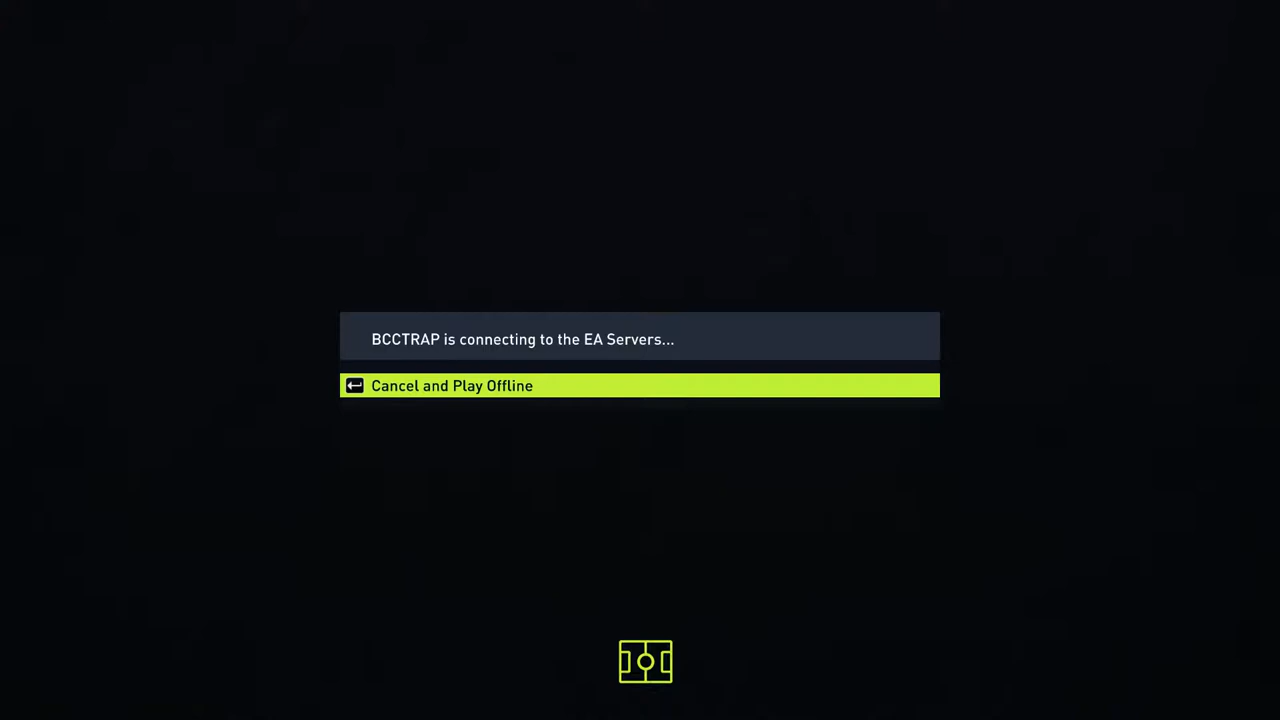 BCCTRAP is connecting to the EA Servers...
Cancel and Play Offline